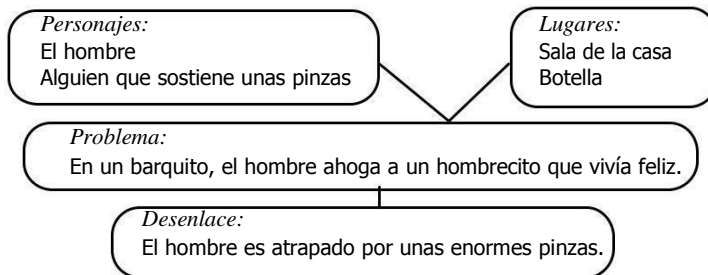 Personajes:
El hombre
Alguien que sostiene unas pinzas
Lugares:
Sala de la casa
Botella
Problema:
En un barquito, el hombre ahoga a un hombrecito que vivía feliz.
Desenlace:
El hombre es atrapado por unas enormes pinzas.